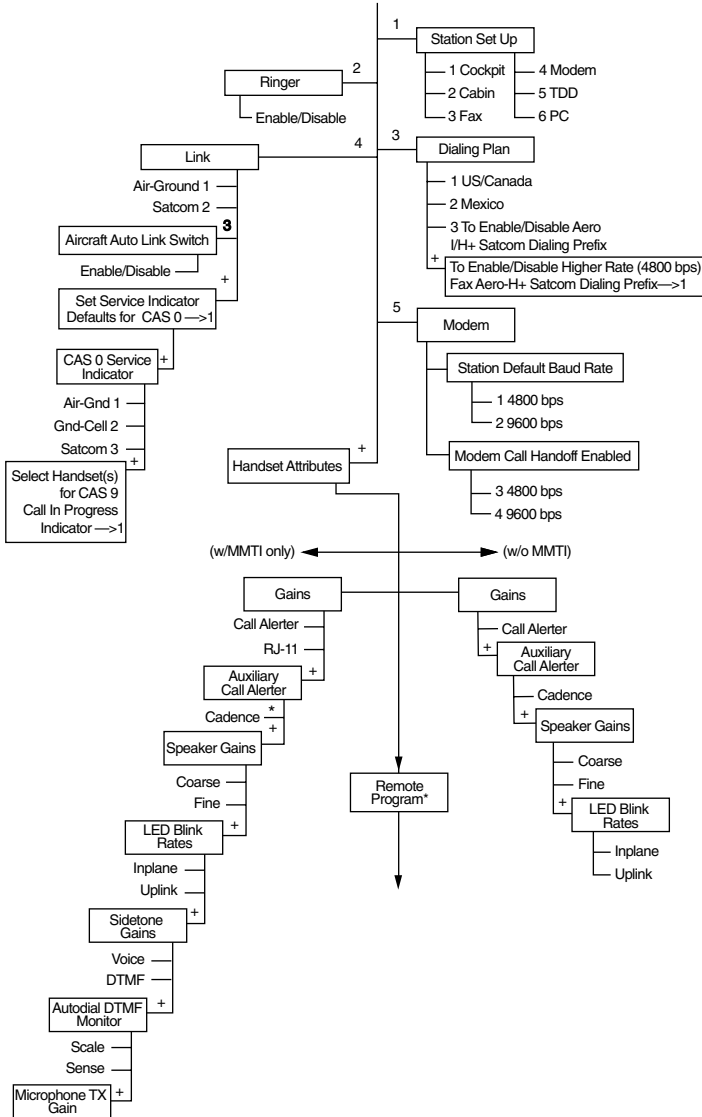 1
Station Set Up
1 Cockpit
2 Cabin
3 Fax
4 Modem
5 TDD
6 PC
2
Ringer
Enable/Disable
3
Dialing Plan
1 US/Canada
2 Mexico
3 To Enable/Disable Aero
I/H+ Satcom Dialing Prefix
+
To Enable/Disable Higher Rate (4800 bps)
Fax Aero-H+ Satcom Dialing Prefix—>1
4
Link
Air-Ground 1
Satcom 2
3
Aircraft Auto Link Switch
Enable/Disable
+
Set Service Indicator
Defaults for CAS 0 —>1
+
CAS 0 Service
Indicator
Air-Gnd 1
Gnd-Cell 2
Satcom 3
+
Select Handset(s)
for CAS 9
Call In Progress
Indicator —>1
5
Modem
Station Default Baud Rate
1 4800 bps
2 9600 bps
Modem Call Handoff Enabled
3 4800 bps
4 9600 bps
+
Handset Attributes
(w/MMTI only)
(w/o MMTI)
Gains
Call Alerter
RJ-11
+
Auxiliary
Call Alerter
Cadence *
+
Speaker Gains
Coarse
Fine
+
LED Blink
Rates
Inplane
Uplink
+
Sidetone
Gains
Voice
DTMF
+
Autodial DTMF
Monitor
Scale
Sense
+
Microphone TX
Gain
Remote
Program*
Gains
Call Alerter
+
Auxiliary
Call Alerter
Cadence
+
Speaker Gains
Coarse
Fine
+
LED Blink
Rates
Inplane
Uplink